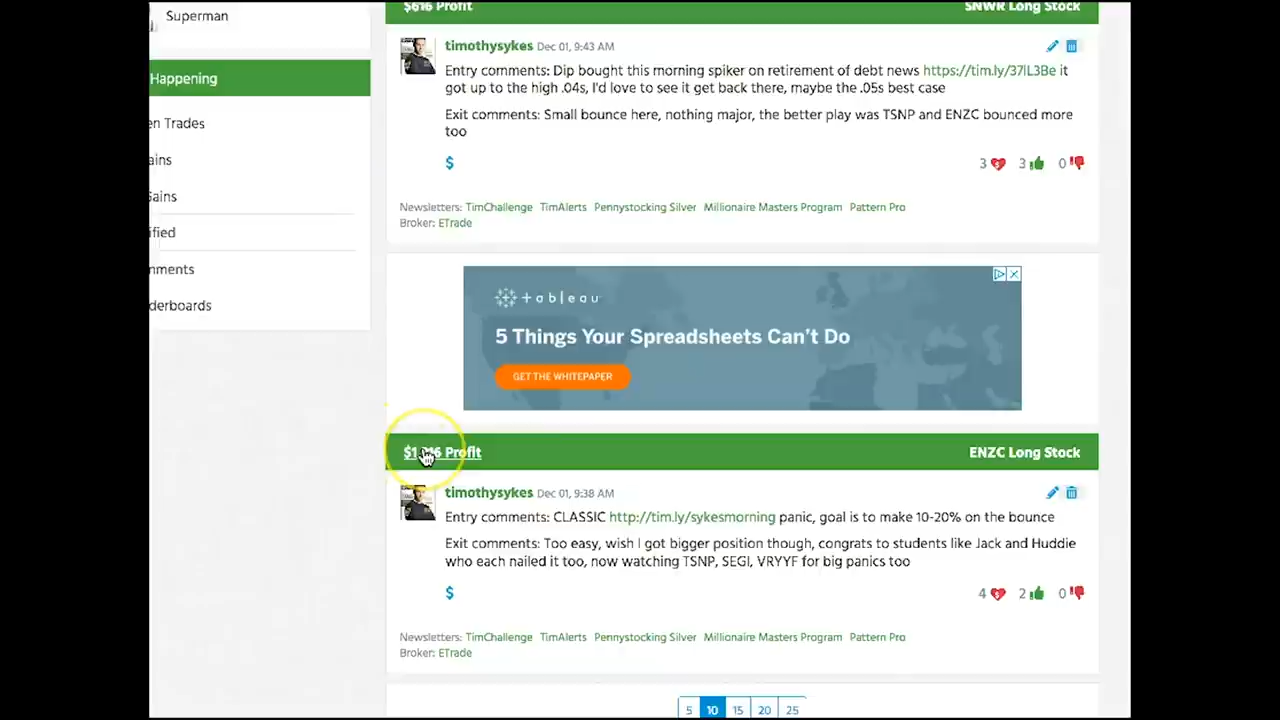 Superman
Happening
en Trades
ains
Gains
ified
nments
derboards
$616 Profit
SNWR Long Stock
timothysykes Dec 01, 9:43 AM
Entry comments: Dip bought this morning spiker on retirement of debt news https://tim.ly/37lL3Be it
got up to the high .04s, I'd love to see it get back there, maybe the .05s best case
Exit comments: Small bounce here, nothing major, the better play was TSNP and ENZC bounced more
too
$
3 3 0
Newsletters: TimChallenge TimAlerts Pennystocking Silver Millionaire Masters Program Pattern Pro
Broker: ETrade
+ableau
5 Things Your Spreadsheets Can't Do
GET THE WHITEPAPER
Profit
ENZC Long Stock
timothysykes Dec 01, 9:38 AM
Entry comments: CLASSIC http://tim.ly/sykesmorning panic, goal is to make 10-20% on the bounce
Exit comments: Too easy, wish I got bigger position though, congrats to students like Jack and Huddie
who each nailed it too, now watching TSNP, SEGI, VRYYF for big panics too
$
4 2 0
Newsletters: TimChallenge TimAlerts Pennystocking Silver Millionaire Masters Program Pattern Pro
Broker: ETrade
5 10 15 20 25